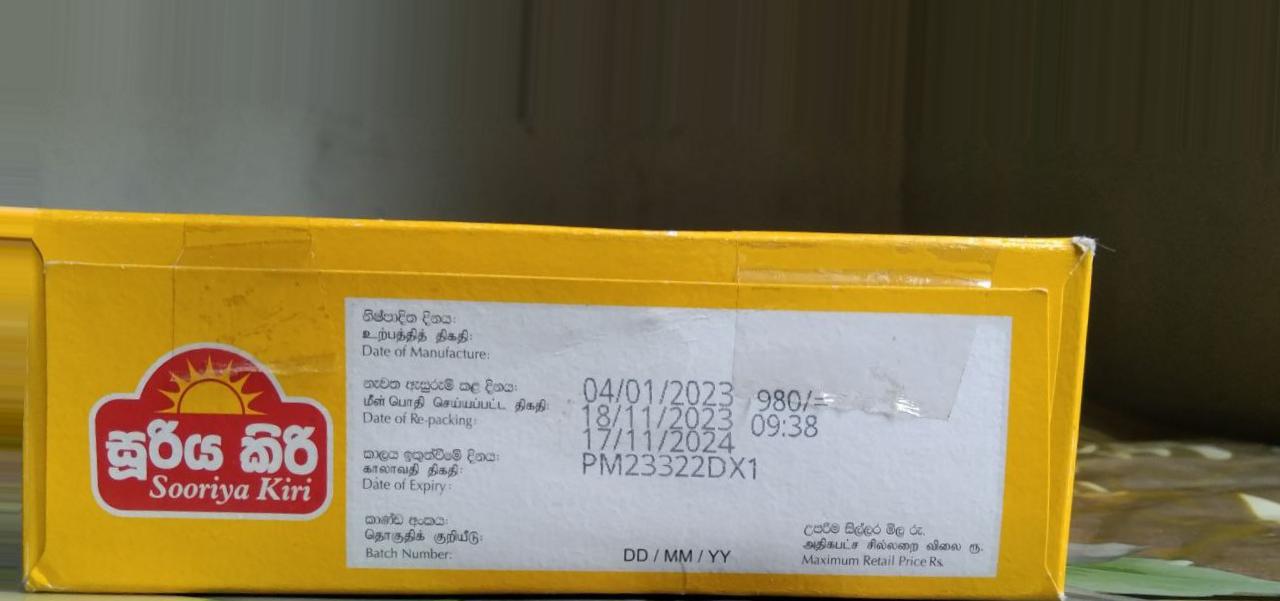 සූරිය කිරි
Sooriya Kiri
නිෂ්පාදිත දිනය:
உற்பத்தித் திகதி:
Date of Manufacture:
නැවත ඇසුරුම් කළ දිනය:
மீள் பொதி செய்யப்பட்ட திகதி:
Date of Re-packing:
කාලය ඉකුත්වීමේ දිනය:
காலாவதி திகதி:
Date of Expiry:
කාණ්ඩ අංකය:
தொகுதிக் குறியீடு:
Batch Number:
04/01/2023 980/=
18/11/2023 09:38
17/11/2024
PM23322DX1
DD / MM / YY
උපරිම සිල්ලර මිල රු.
அதிகபட்ச சில்லறை விலை ரூ.
Maximum Retail Price Rs.